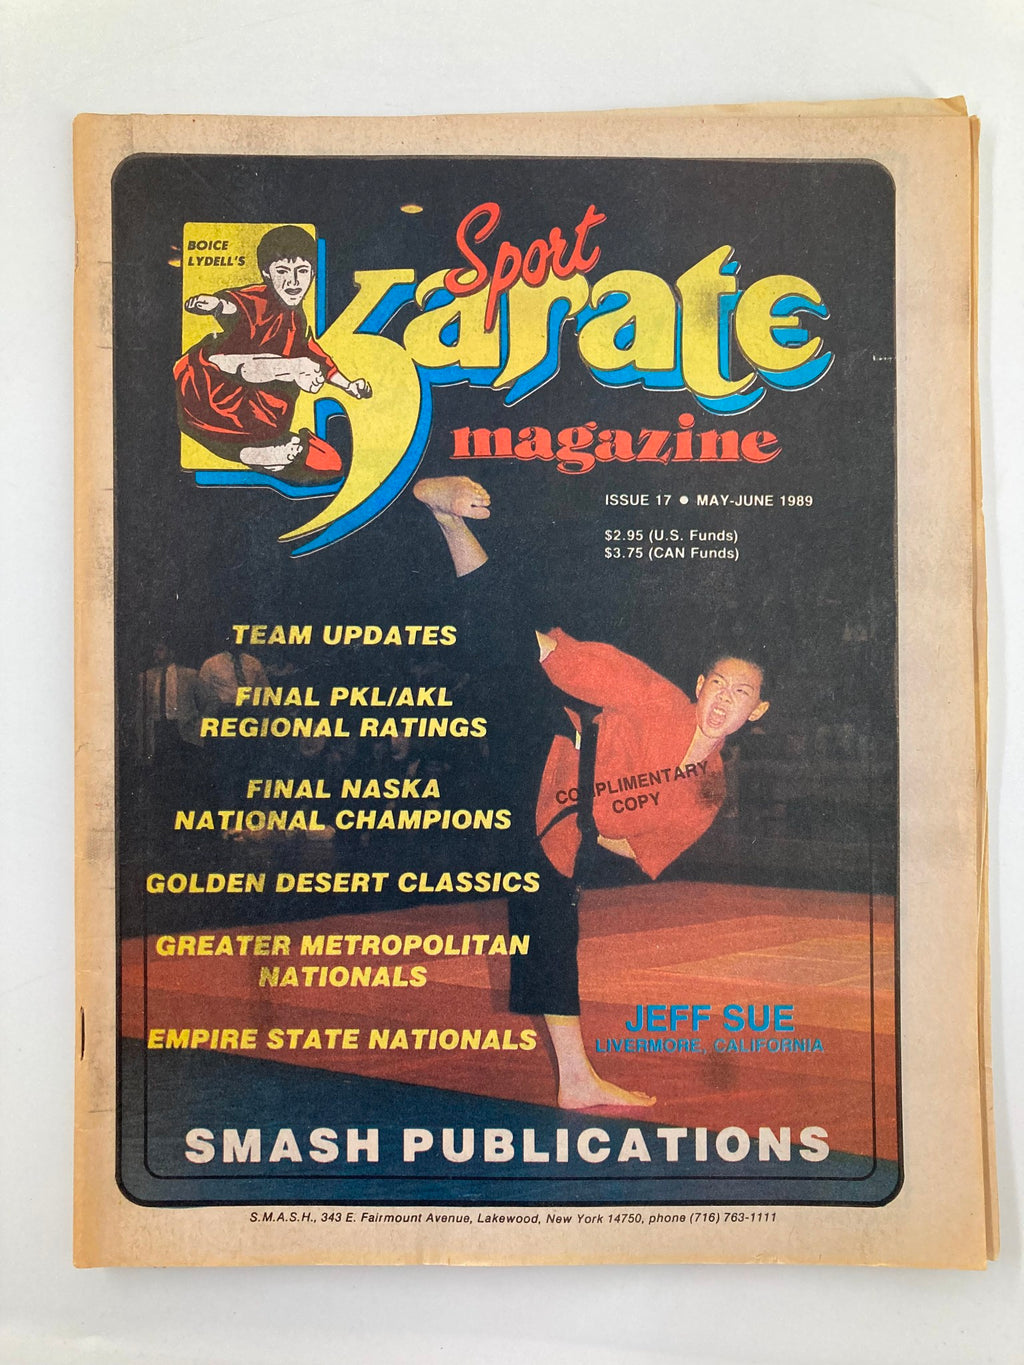 BOICE
LYDELL'S
Sport
Karate
magazine
ISSUE 17 ● MAY-JUNE 1989
$2.95 (U.S. Funds)
$3.75 (CAN Funds)
TEAM UPDATES
FINAL PKL/AKL
REGIONAL RATINGS
FINAL NASKA
NATIONAL CHAMPIONS
COMPLIMENTARY
COPY
GOLDEN DESERT CLASSICS
GREATER METROPOLITAN
NATIONALS
EMPIRE STATE NATIONALS
JEFF SUE
LIVERMORE, CALIFORNIA
SMASH PUBLICATIONS
S.M.A.S.H., 343 E. Fairmount Avenue, Lakewood, New York 14750, phone (716) 763-1111